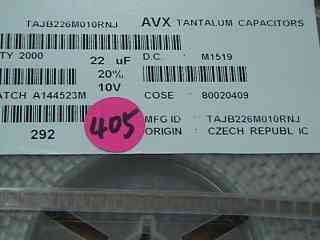 TAJB226M010RNJ AVX TANTALUM CAPACITORS
TY 2000 22 uF D.C. : M1519
20%
10V
ATCH A144523M COSE : 80020409
405
292 MFG ID : TAJB226M010RNJ
ORIGIN : CZECH REPUBL IC